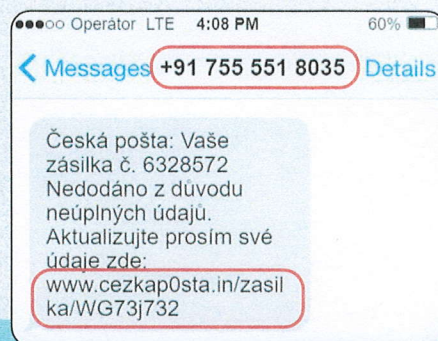 Operátor LTE 4:08 PM 60%
Messages +91 755 551 8035 Details
Česká pošta: Vaše
zásilka č. 6328572
Nedodáno z důvodu
neúplných údajů.
Aktualizujte prosím své
údaje zde:
www.cezkap0sta.in/zasil
ka/WG73j732